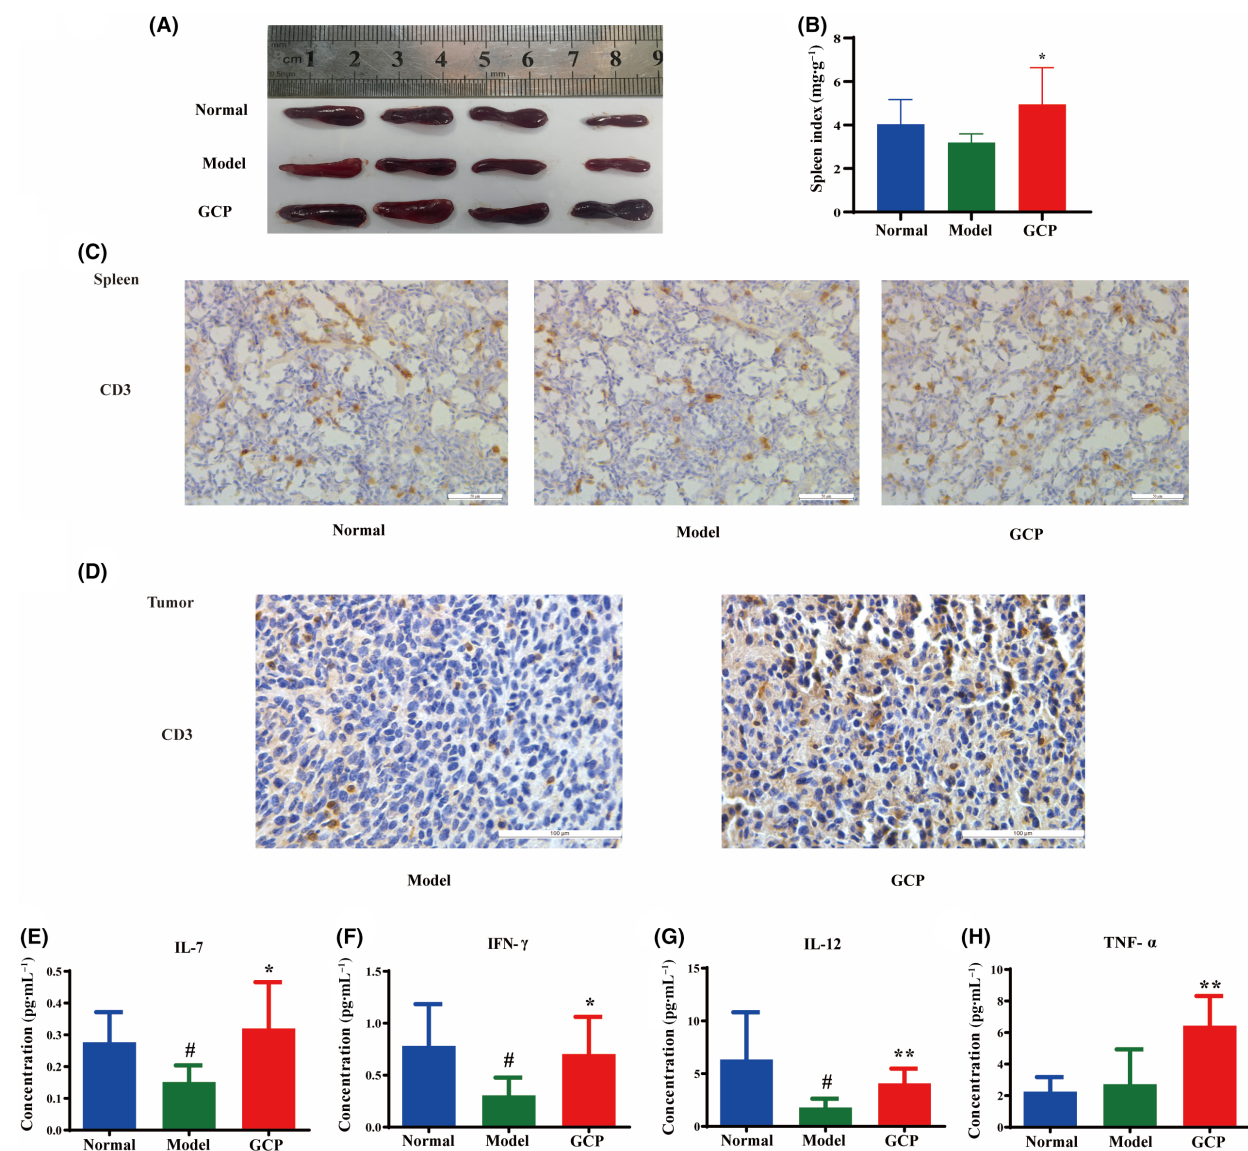 (A)
cm 1 2 3 4 5 6 7 8 9
mm
Normal
Model
GCP
(B)
Spleen index (mg·g⁻¹)
8
6
4
2
0
*
Normal Model GCP
(C)
Spleen
CD3
Normal
Model
GCP
(D)
Tumor
CD3
100 μm
100 μm
Model
GCP
(E)
IL-7
Concentration (pg·mL⁻¹)
0.5
0.4
0.3
0.2
0.1
0.0
#
*
Normal Model GCP
(F)
IFN- γ
Concentration (pg·mL⁻¹)
1.5
1.0
0.5
0.0
#
*
Normal Model GCP
(G)
IL-12
Concentration (pg·mL⁻¹)
15
10
5
0
#
**
Normal Model GCP
(H)
TNF- α
Concentration (pg·mL⁻¹)
10
8
6
4
2
0
**
Normal Model GCP